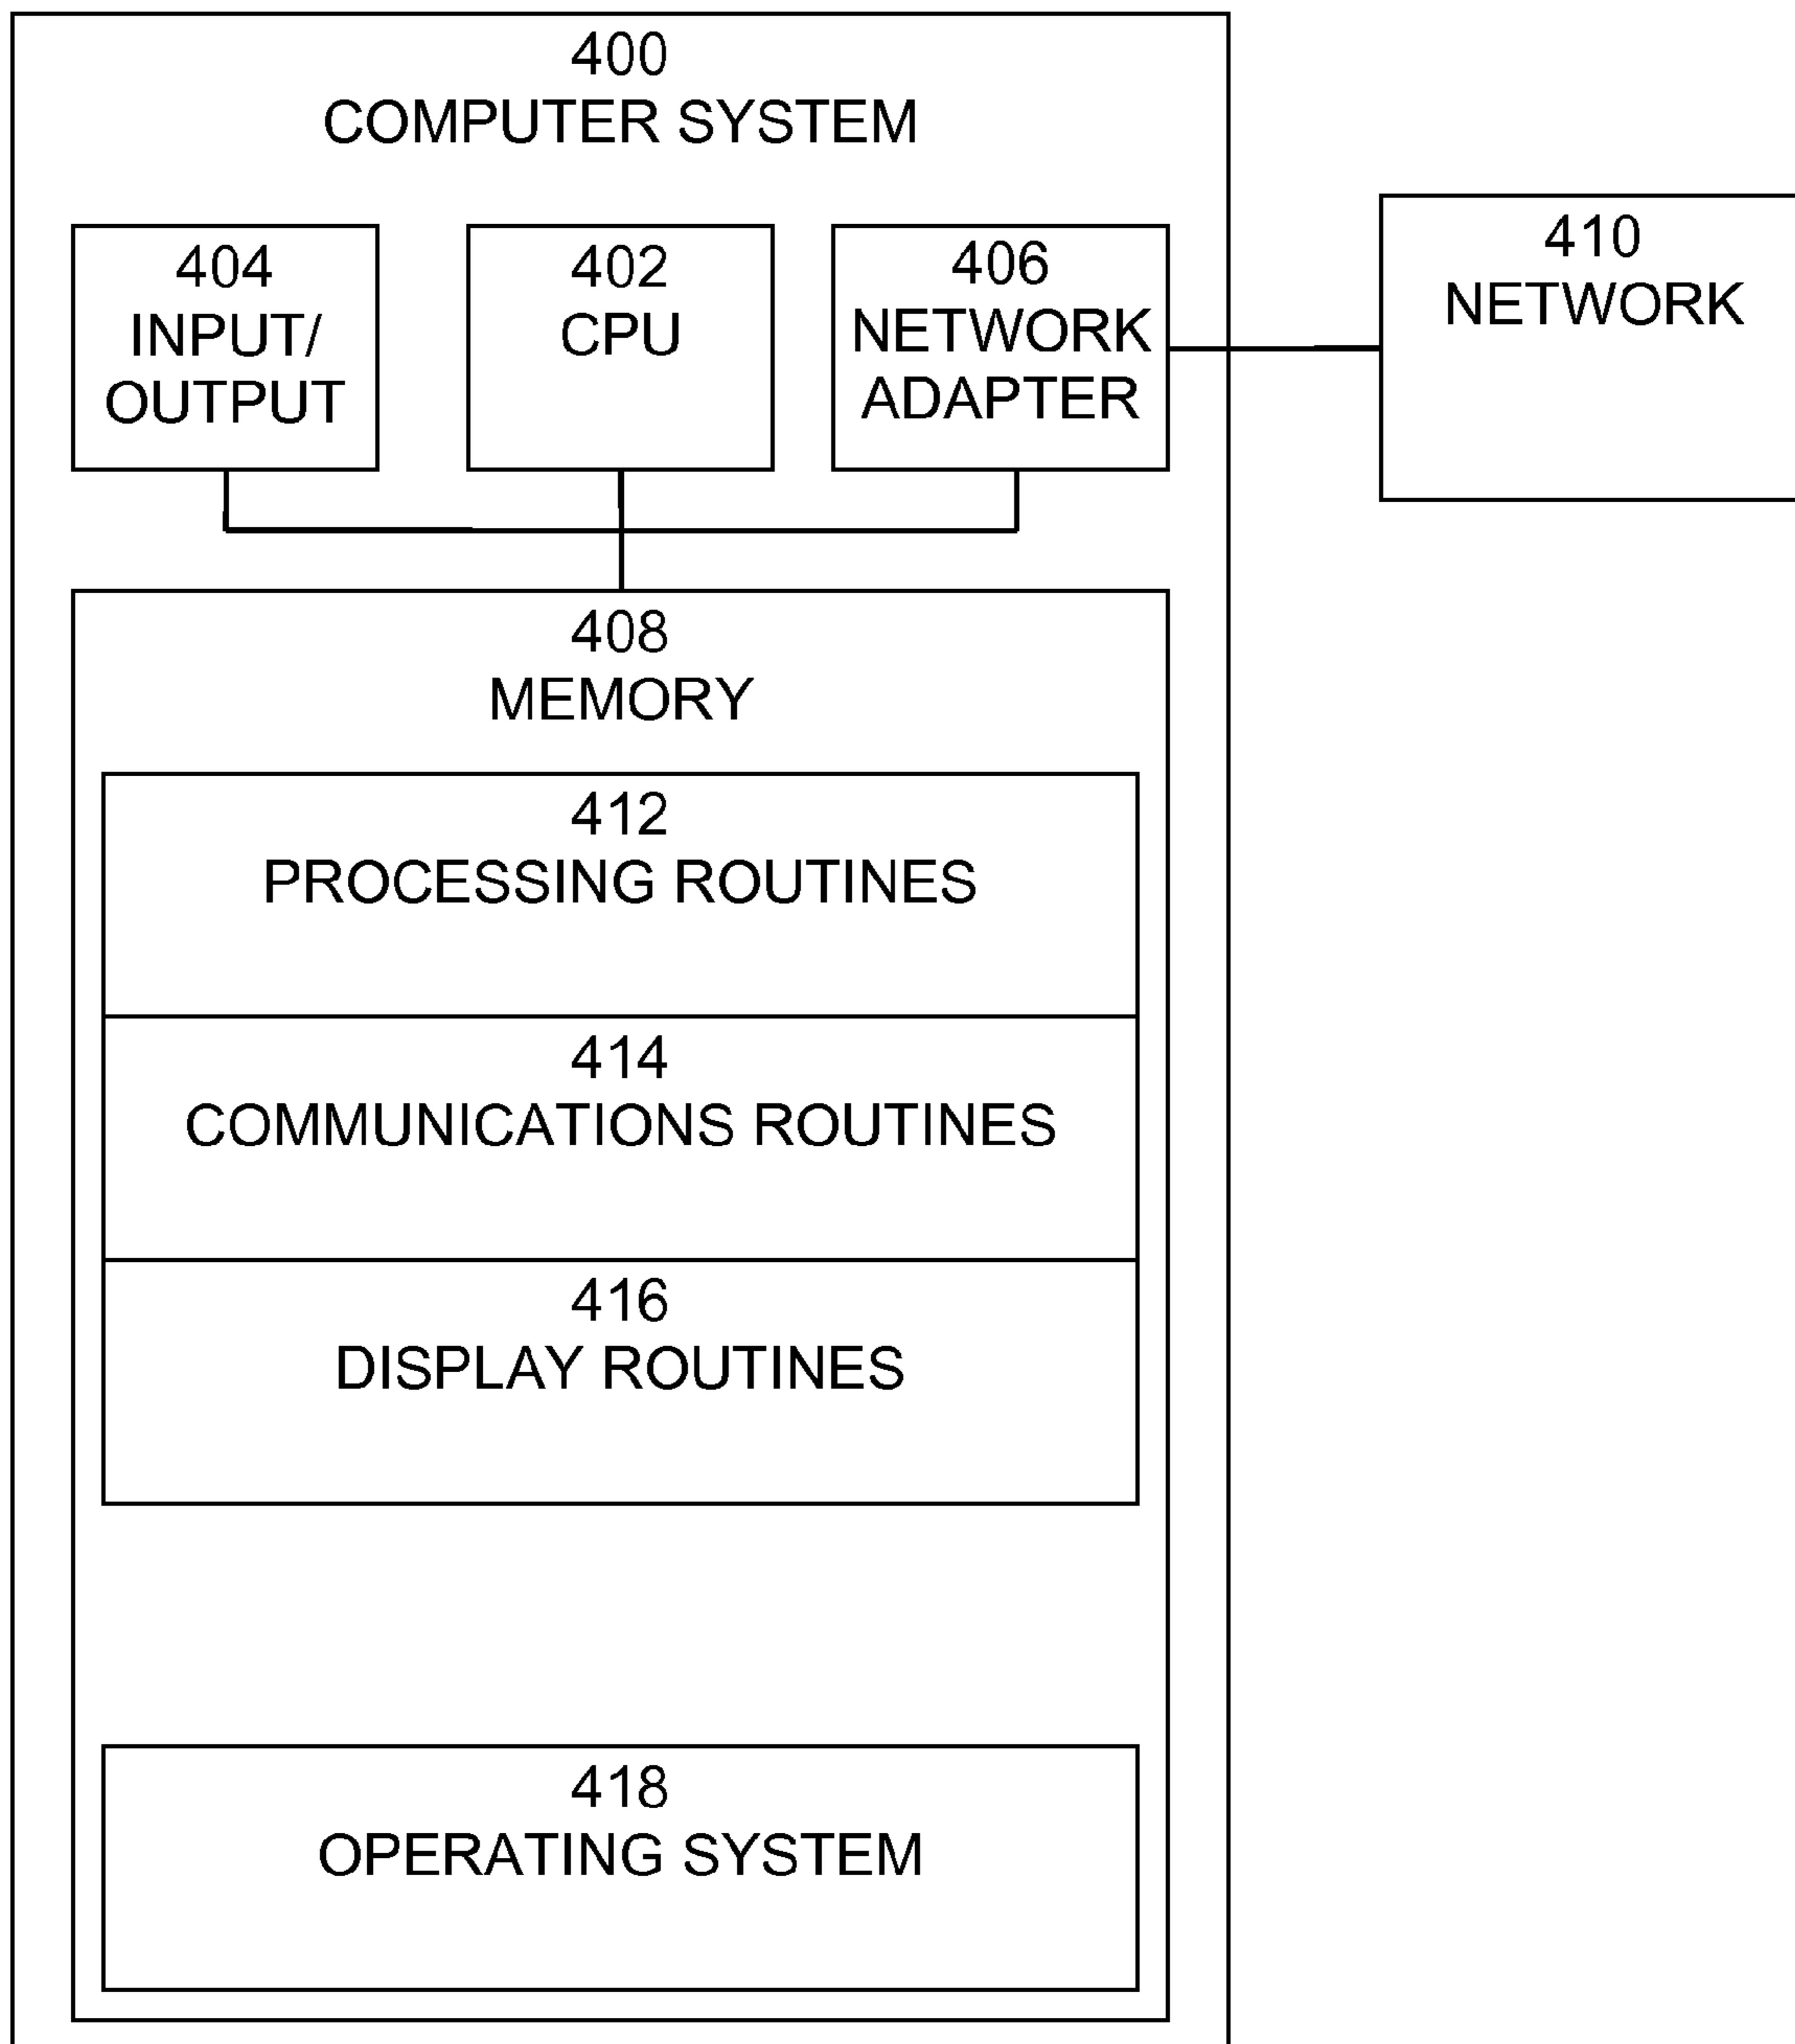 400
COMPUTER SYSTEM
404
INPUT/
OUTPUT
402
CPU
406
NETWORK
ADAPTER
410
NETWORK
408
MEMORY
412
PROCESSING ROUTINES
414
COMMUNICATIONS ROUTINES
416
DISPLAY ROUTINES
418
OPERATING SYSTEM